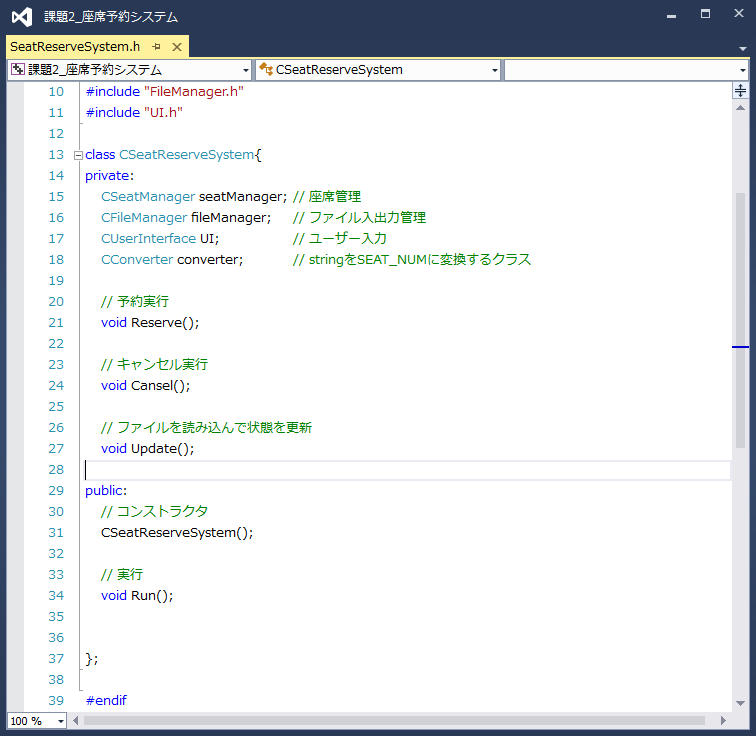 課題2_座席予約システム
SeatReserveSystem.h
課題2_座席予約システム CSeatReserveSystem
10 #include "FileManager.h"
11 #include "UI.h"
12
13 class CSeatReserveSystem{
14 private:
15 CSeatManager seatManager; // 座席管理
16 CFileManager fileManager; // ファイル入出力管理
17 CUserInterface UI; // ユーザー入力
18 CConverter converter; // stringをSEAT_NUMに変換するクラス
19
20 // 予約実行
21 void Reserve();
22
23 // キャンセル実行
24 void Cansel();
25
26 // ファイルを読み込んで状態を更新
27 void Update();
28
29 public:
30 // コンストラクタ
31 CSeatReserveSystem();
32
33 // 実行
34 void Run();
35
36
37 };
38
39 #endif
100 %